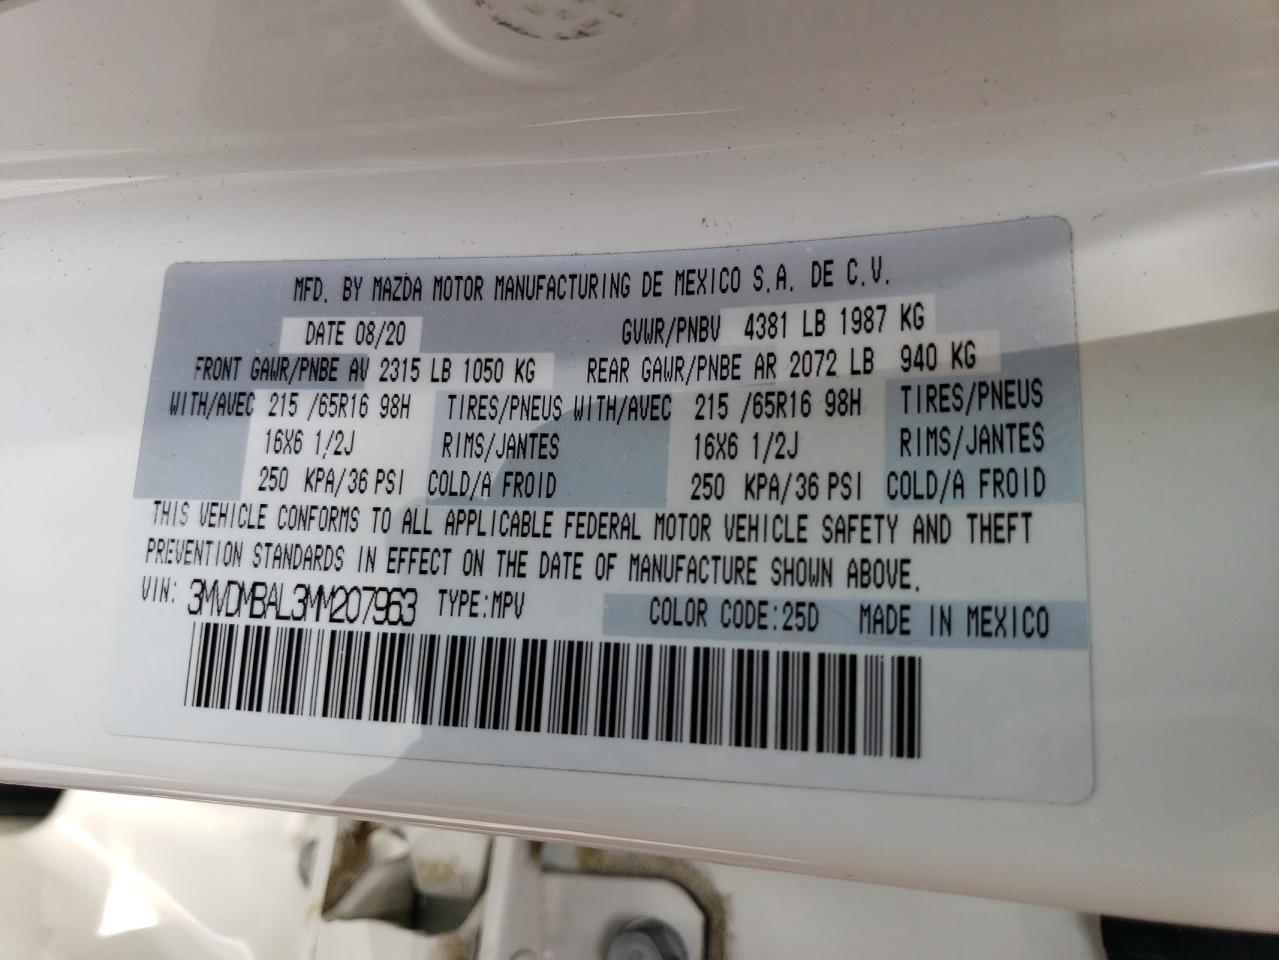 MFD. BY MAZDA MOTOR MANUFACTURING DE MEXICO S.A. DE C.V.
DATE 08/20 GVWR/PNBV 4381 LB 1987 KG
FRONT GAWR/PNBE AV 2315 LB 1050 KG REAR GAWR/PNBE AR 2072 LB 940 KG
WITH/AVEC 215 /65R16 98H TIRES/PNEUS WITH/AVEC 215 /65R16 98H TIRES/PNEUS
16X6 1/2J RIMS/JANTES 16X6 1/2J RIMS/JANTES
250 KPA/36 PSI COLD/A FROID 250 KPA/36 PSI COLD/A FROID
THIS VEHICLE CONFORMS TO ALL APPLICABLE FEDERAL MOTOR VEHICLE SAFETY AND THEFT
PREVENTION STANDARDS IN EFFECT ON THE DATE OF MANUFACTURE SHOWN ABOVE.
VIN: 3MVDMBAL3MM207963 TYPE:MPV COLOR CODE:25D MADE IN MEXICO